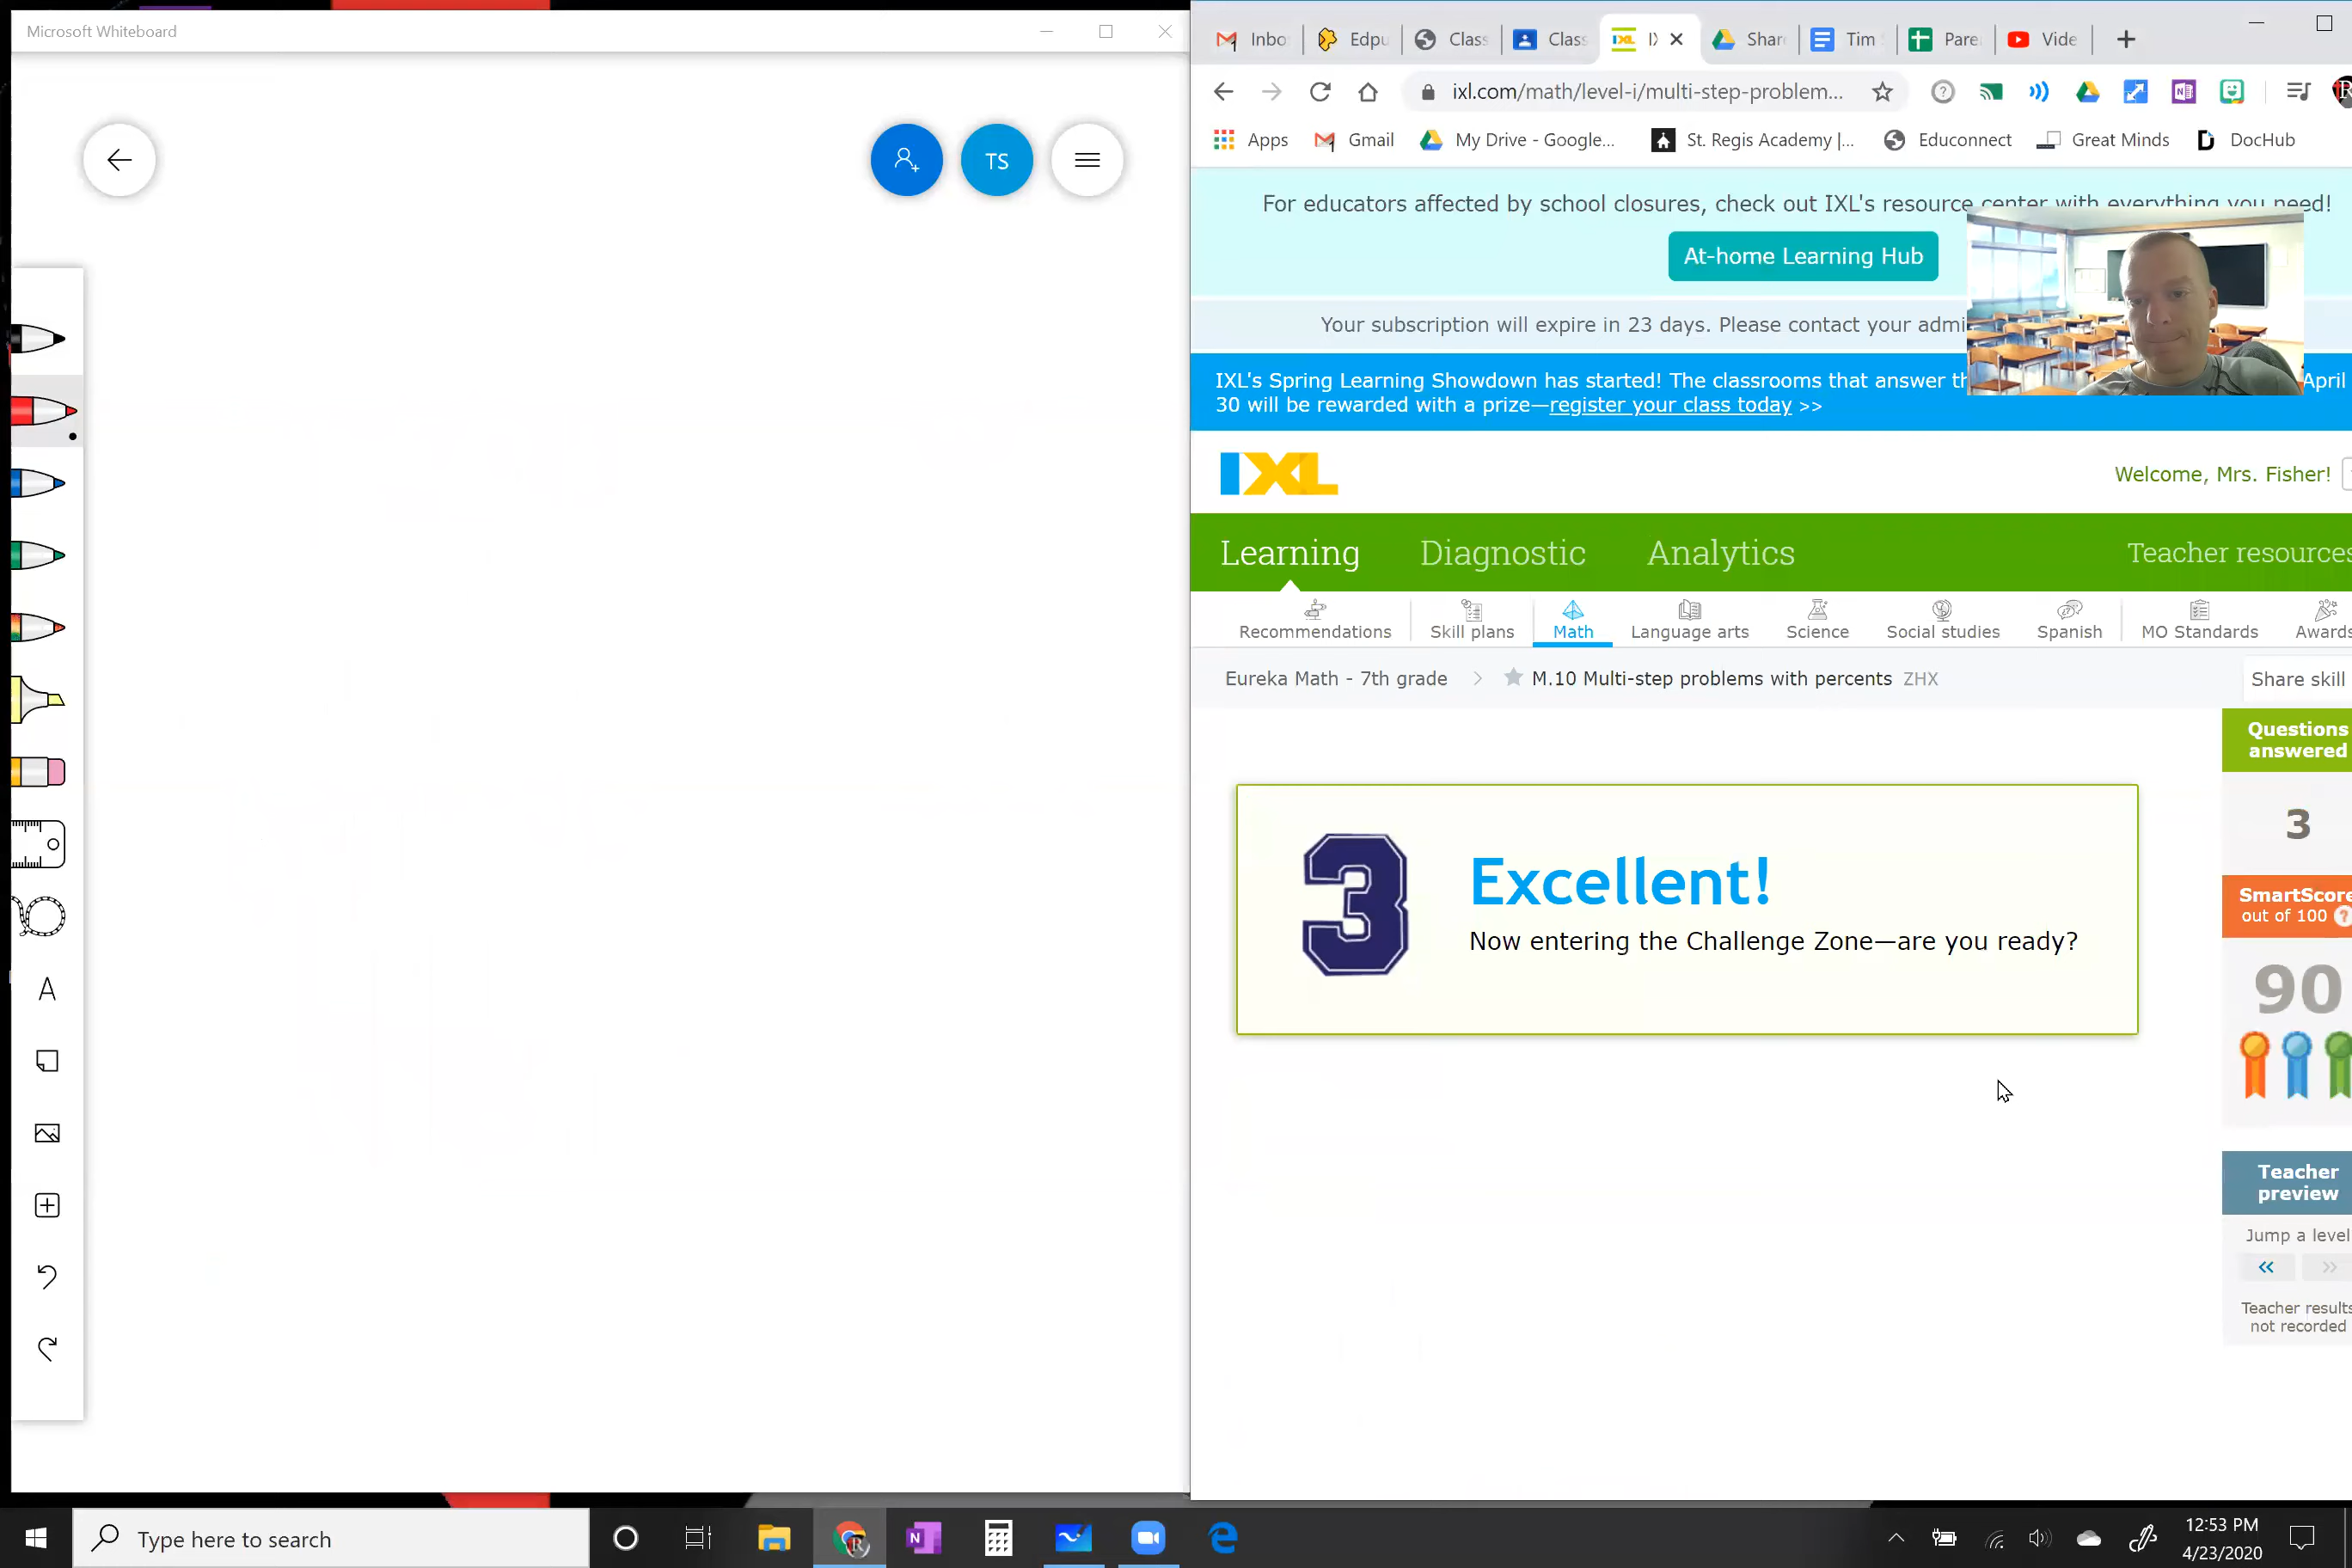 Microsoft Whiteboard
TS
Inbo
Edpu
Class
Class
Shar
Tim
Pare
Vide
ixl.com/math/level-i/multi-step-problem...
Apps
Gmail
My Drive - Google...
St. Regis Academy |...
Educonnect
Great Minds
DocHub
For educators affected by school closures, check out IXL's resource center with everything you need!
At-home Learning Hub
Your subscription will expire in 23 days. Please contact your admi
IXL's Spring Learning Showdown has started! The classrooms that answer th April
30 will be rewarded with a prize—register your class today >>
IXL
Welcome, Mrs. Fisher!
Learning Diagnostic Analytics Teacher resources
Recommendations Skill plans Math Language arts Science Social studies Spanish MO Standards Awards
Eureka Math - 7th grade > M.10 Multi-step problems with percents ZHX
Share skill
Questions
answered
3
SmartScore
out of 100 ?
90
3
Excellent!
Now entering the Challenge Zone—are you ready?
Teacher
preview
Jump a level
<< >>
Teacher results
not recorded
Type here to search
12:53 PM
4/23/2020